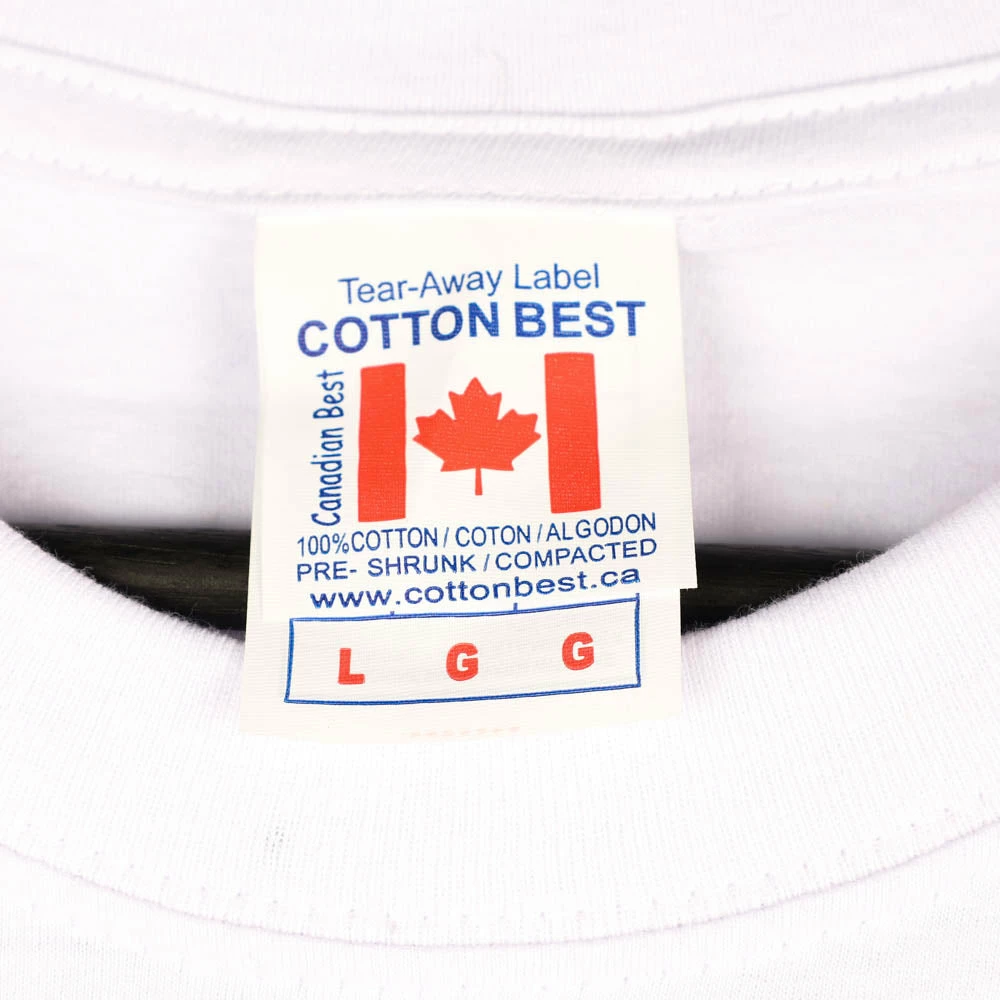 Tear-Away Label
COTTON BEST
Canadian Best
100%COTTON/COTON/ALGODON
PRE- SHRUNK/COMPACTED
www.cottonbest.ca
L G G